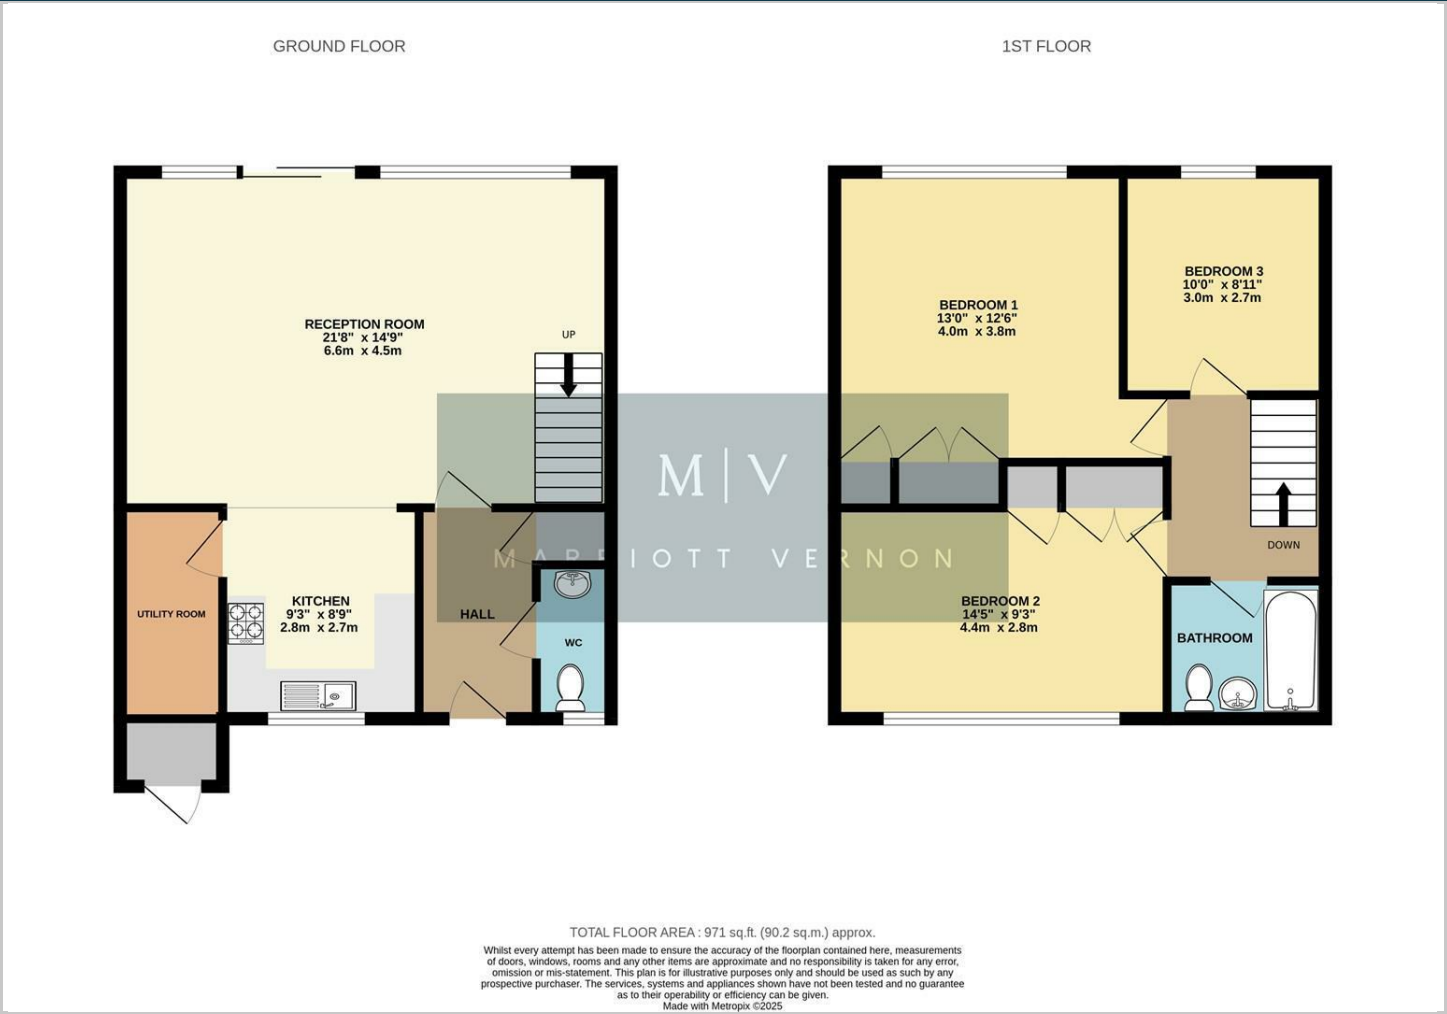 GROUND FLOOR
1ST FLOOR
RECEPTION ROOM
21'8" x 14'9"
6.6m x 4.5m
UP
BEDROOM 1
13'0" x 12'6"
4.0m x 3.8m
BEDROOM 3
10'0" x 8'11"
3.0m x 2.7m
M|V
MARRIOTT VERNON
UTILITY ROOM
KITCHEN
9'3" x 8'9"
2.8m x 2.7m
HALL
WC
BEDROOM 2
14'5" x 9'3"
4.4m x 2.8m
DOWN
BATHROOM
TOTAL FLOOR AREA : 971 sq.ft. (90.2 sq.m.) approx.
Whilst every attempt has been made to ensure the accuracy of the floorplan contained here, measurements
of doors, windows, rooms and any other items are approximate and no responsibility is taken for any error,
omission or mis-statement. This plan is for illustrative purposes only and should be used as such by any
prospective purchaser. The services, systems and appliances shown have not been tested and no guarantee
as to their operability or efficiency can be given.
Made with Metropix ©2025